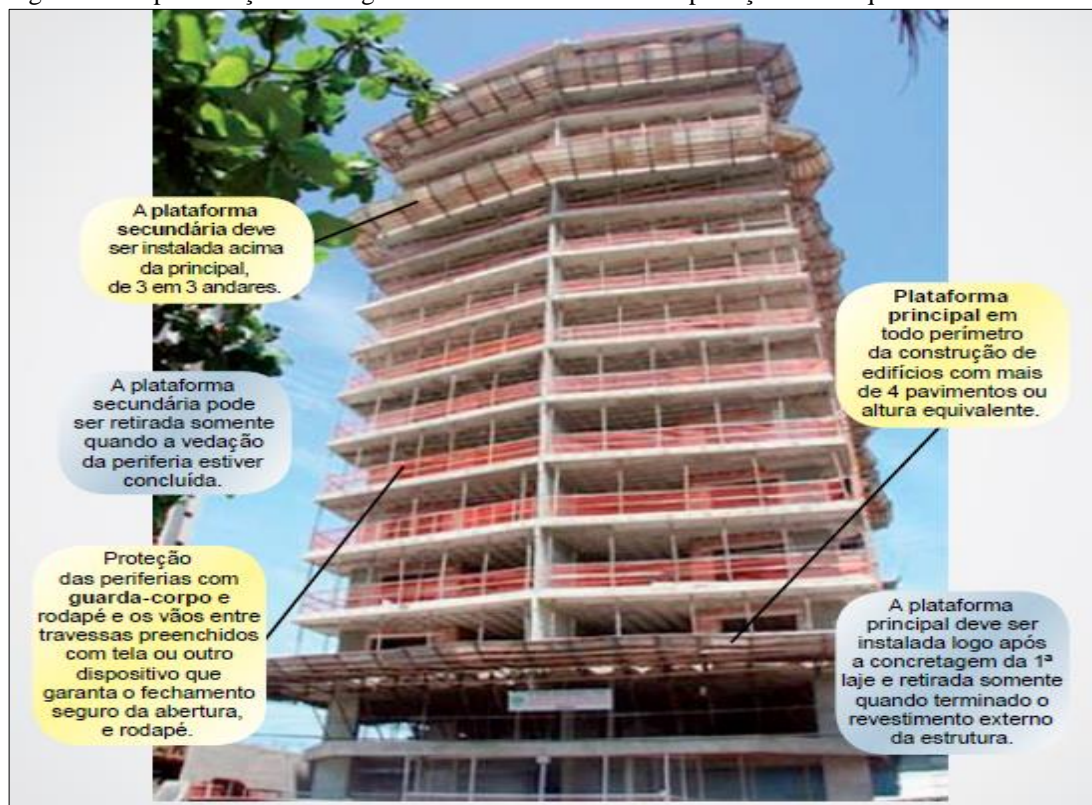 A plataforma
secundária deve
ser instalada acima
da principal,
de 3 em 3 andares.
Plataforma
principal em
todo perímetro
da construção de
edifícios com mais
de 4 pavimentos ou
altura equivalente.
A plataforma
secundária pode
ser retirada somente
quando a vedação
da periferia estiver
concluída.
Proteção
das periferias com
guarda-corpo e
rodapé e os vãos entre
travessas preenchidos
com tela ou outro
dispositivo que
garanta o fechamento
seguro da abertura,
e rodapé.
A plataforma
principal deve ser
instalada logo após
a concretagem da 1ª
laje e retirada somente
quando terminado o
revestimento externo
da estrutura.